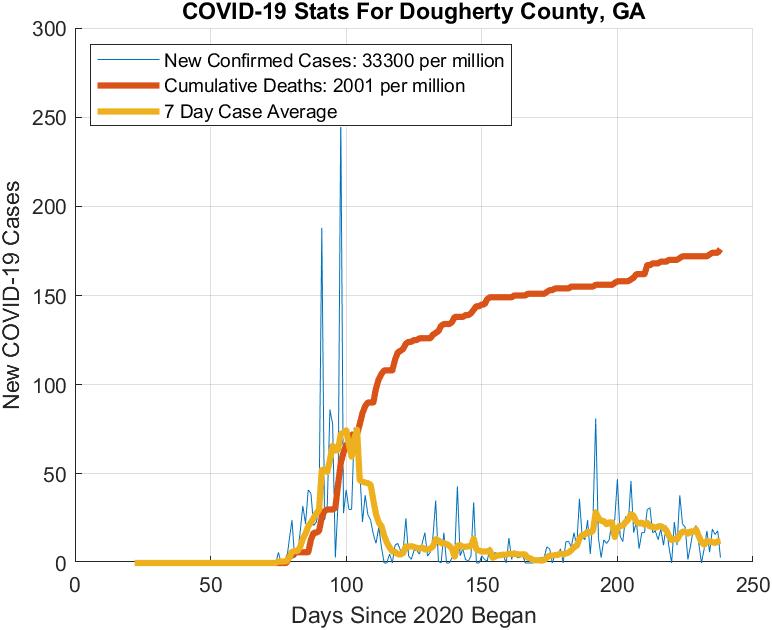 COVID-19 Stats For Dougherty County, GA
New Confirmed Cases: 33300 per million
Cumulative Deaths: 2001 per million
7 Day Case Average
New COVID-19 Cases
300
250
200
150
100
50
0
0 50 100 150 200 250
Days Since 2020 Began